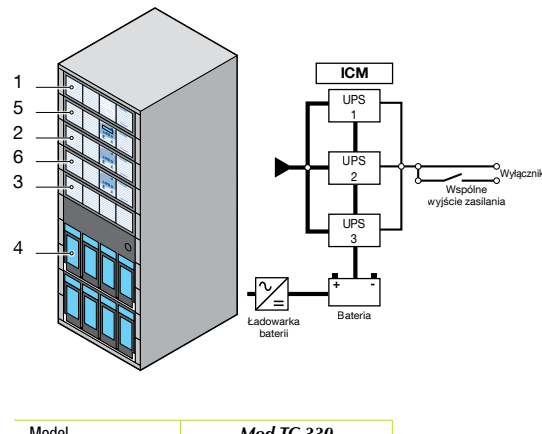 1
5
2
6
3
4
ICM
UPS
1
UPS
2
UPS
3
Wyłącznik
Wspólne
wyjście zasilania
+ -
Bateria
Ładowarka
baterii
Model Mod TC 330